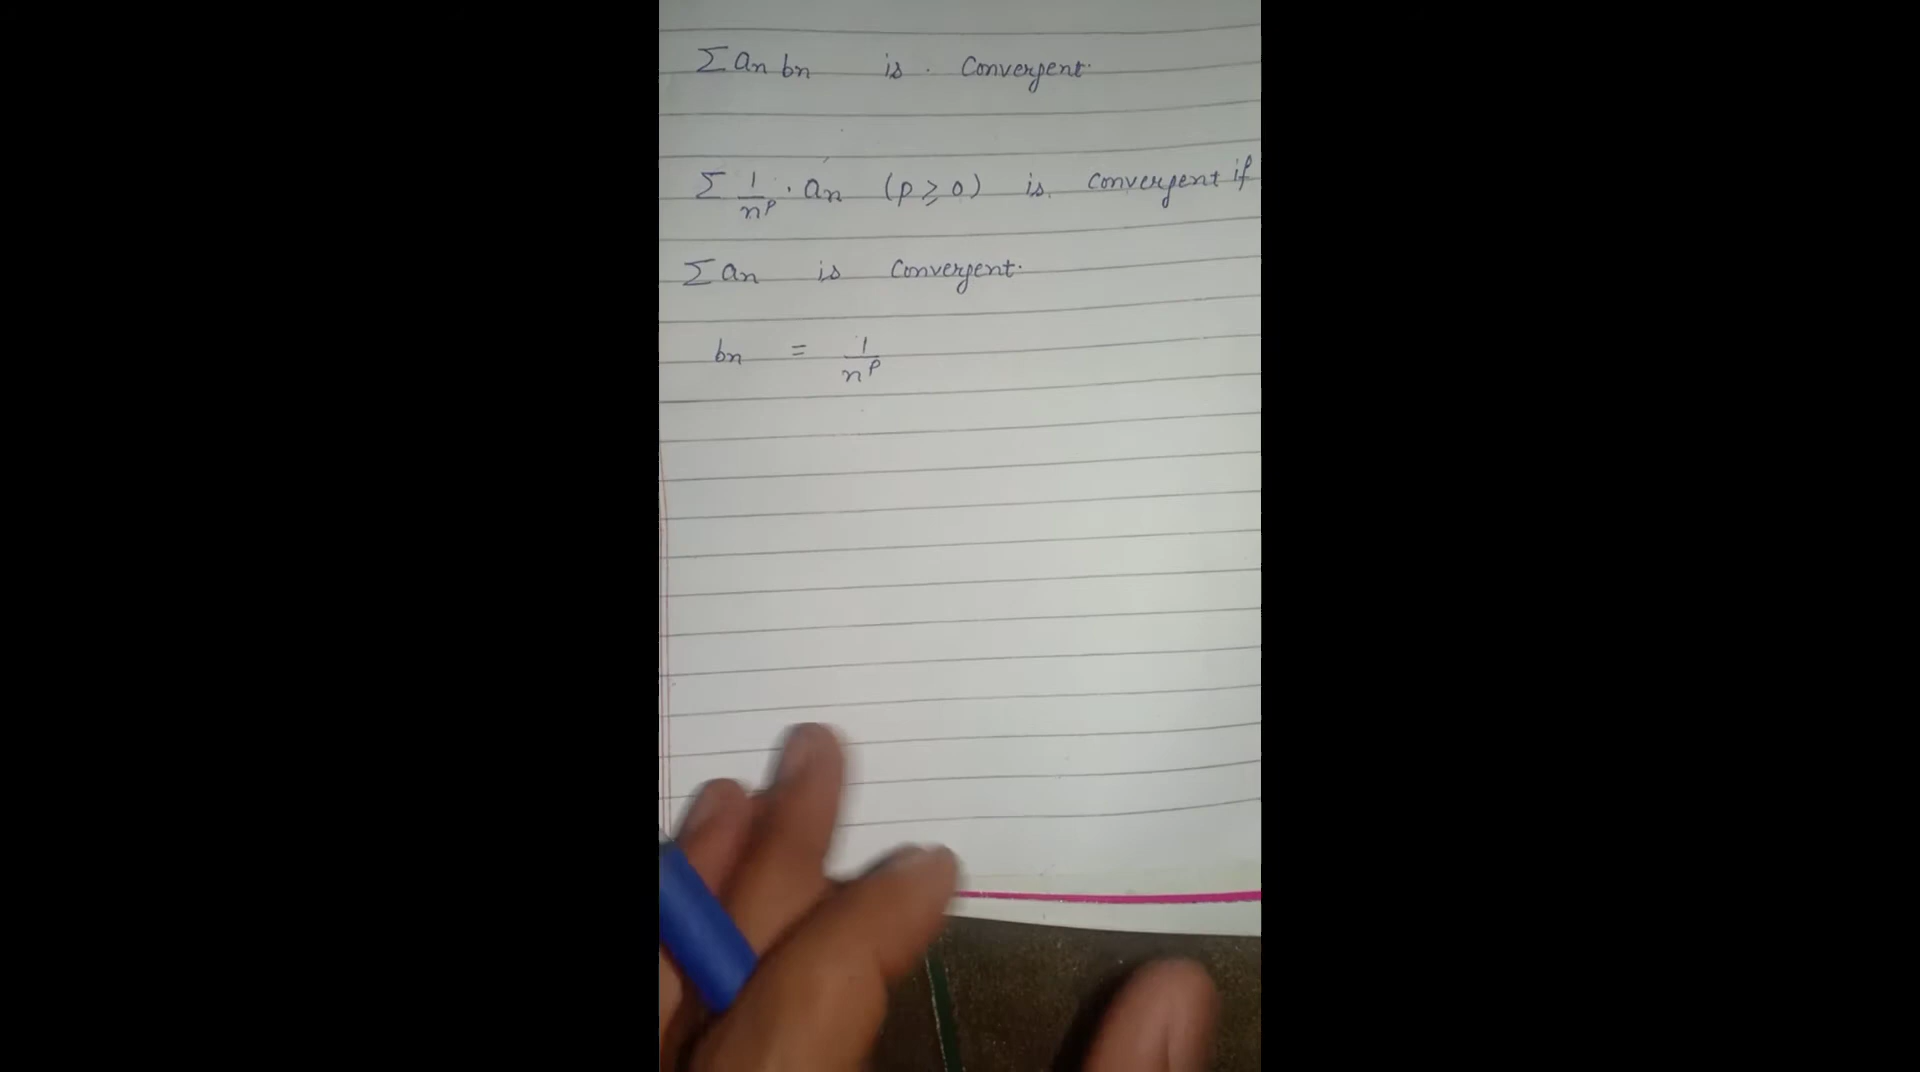 Σ an bn is. Convergent.
Σ 1/n^p . an (p ≥ 0) is. Convergent if
Σ an is Convergent.
bn = 1/n^p